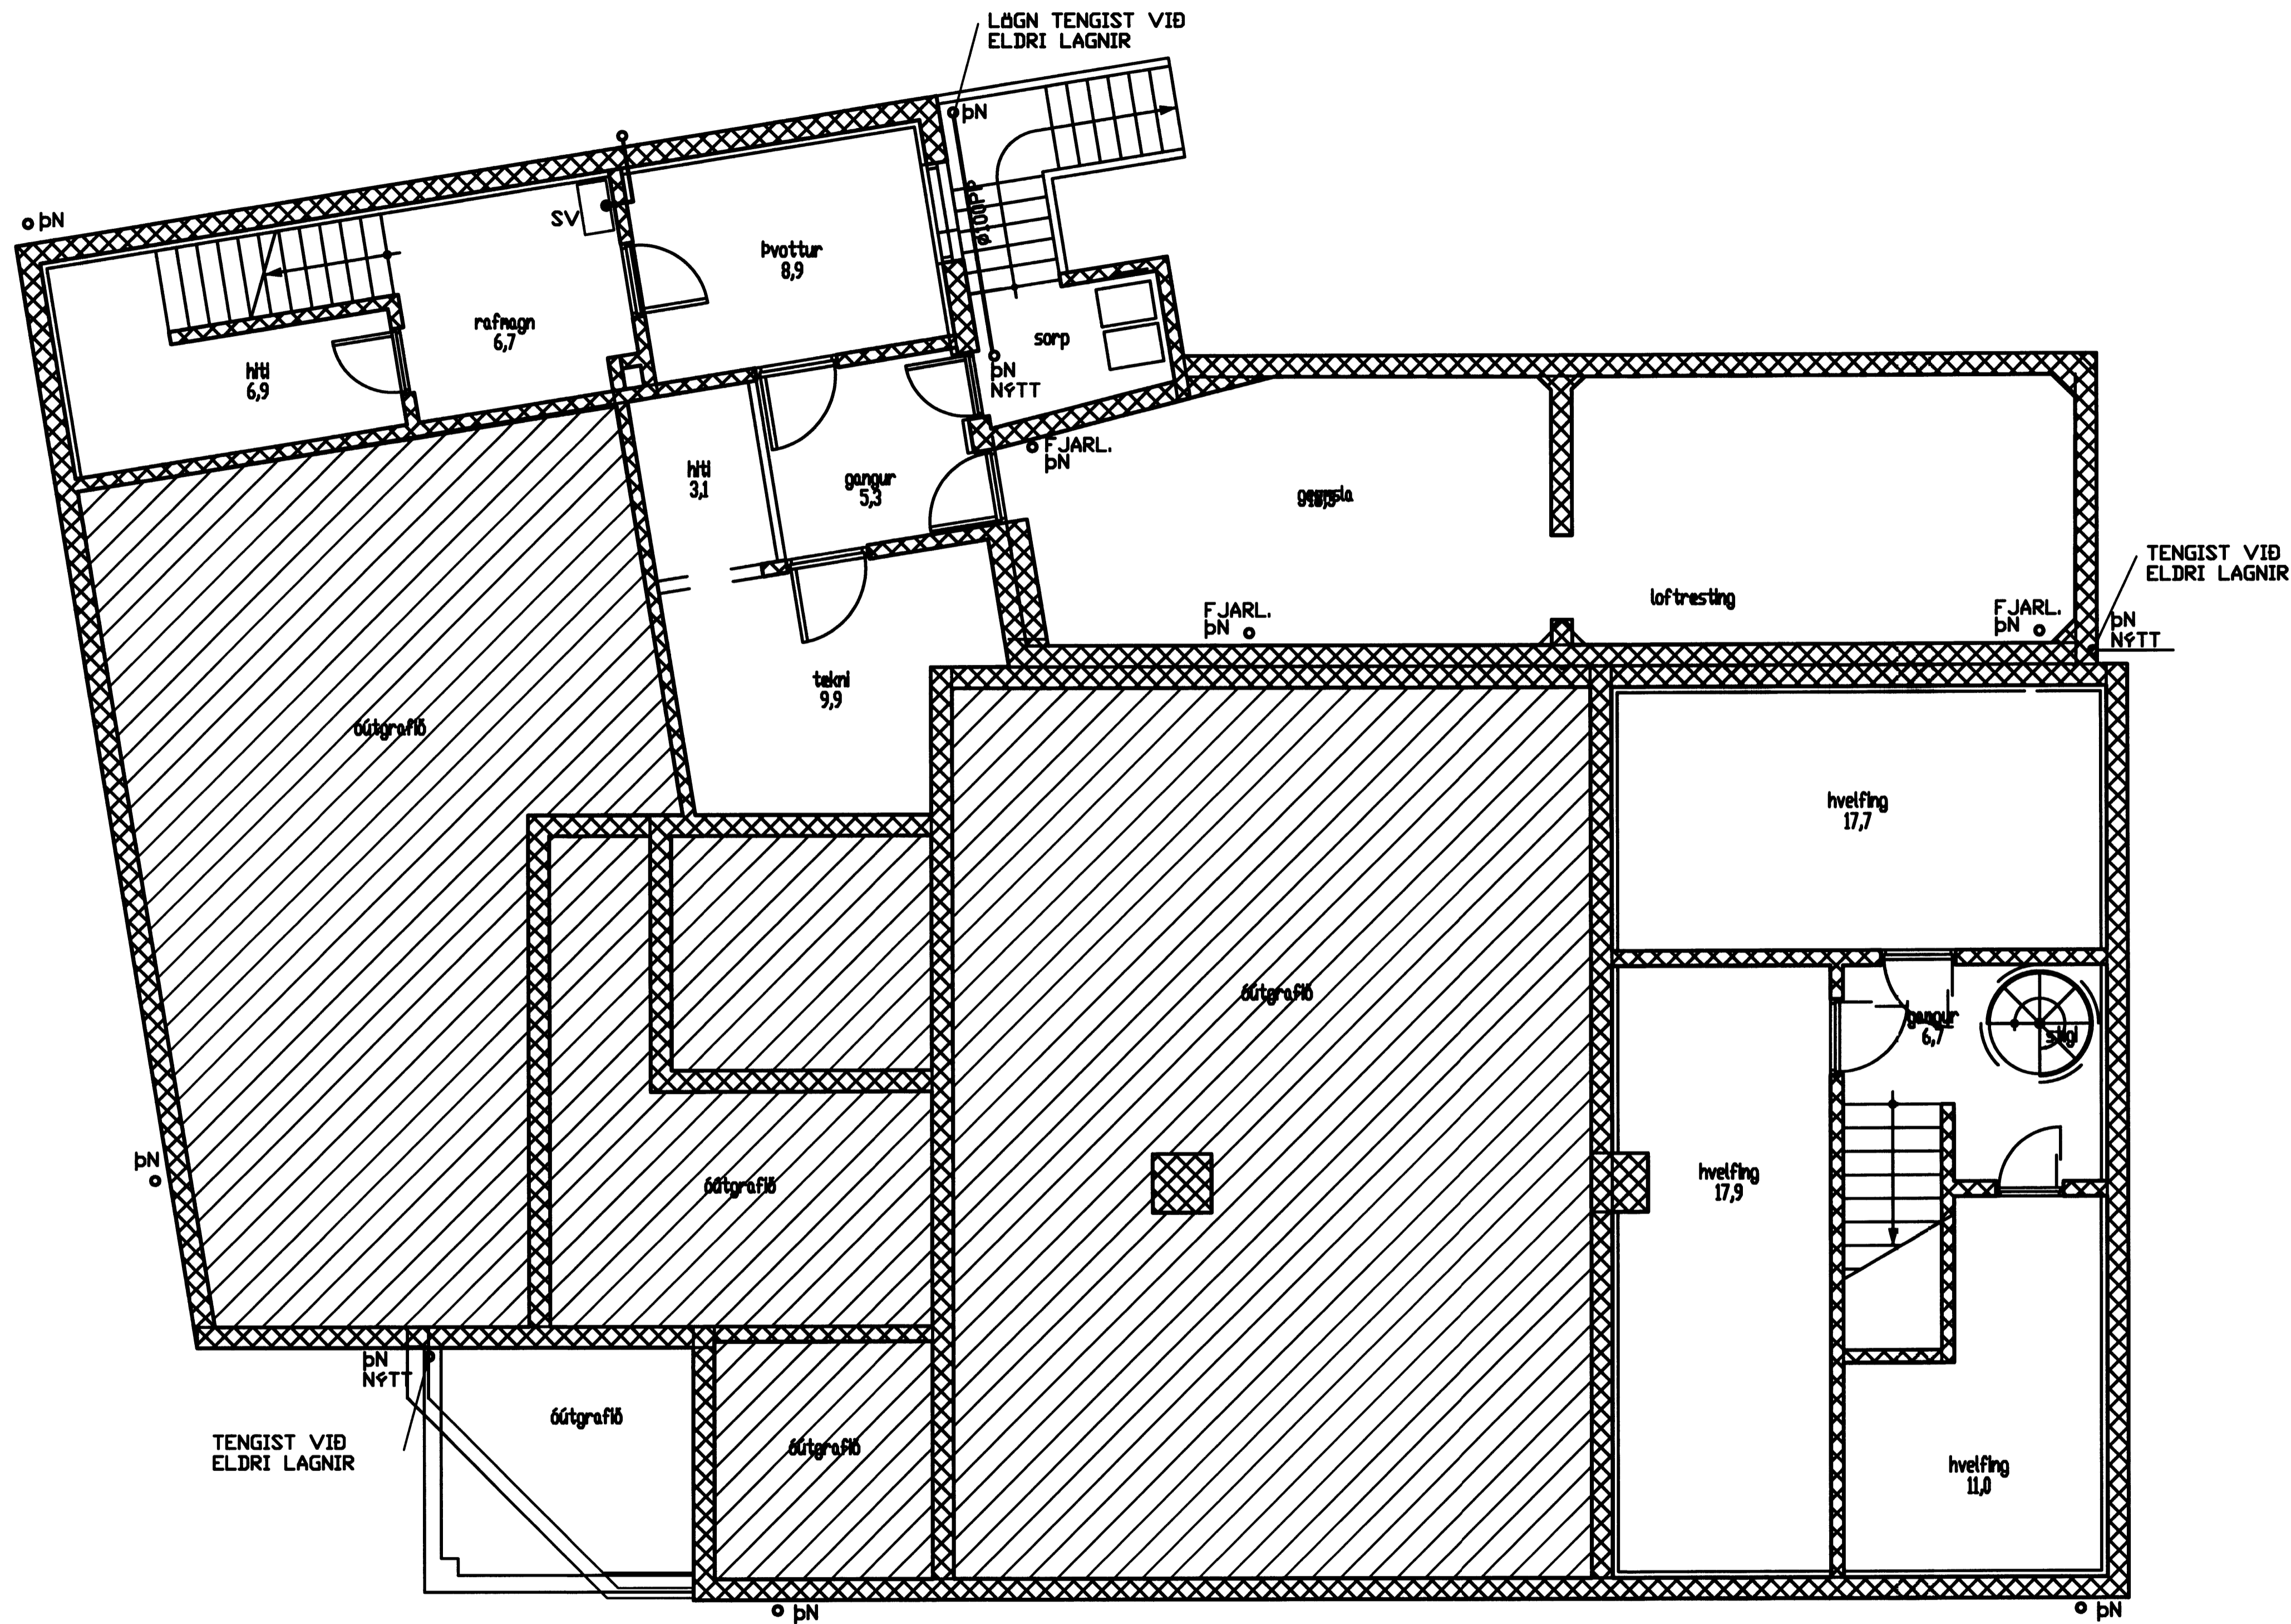 LÖGN TENGIST VIÐ
ELDRI LAGNIR
ÞN
ÞN
SV
Ø100PP
Þvottur
8,9
rafmagn
6,7
sorp
hiti
6,9
ÞN
NÝTT
FJARL.
ÞN
hiti
3,1
gangur
5,3
geymsla
TENGIST VIÐ
ELDRI LAGNIR
loftræsting
FJARL.
ÞN
FJARL.
ÞN
ÞN
NÝTT
tekni
9,9
óútgrafið
hvelfing
17,7
óútgrafið
gangur
6,7
stigi
ÞN
óútgrafið
hvelfing
17,9
ÞN
NÝTT
óútgrafið
TENGIST VIÐ
ELDRI LAGNIR
óútgrafið
hvelfing
11,0
ÞN
ÞN